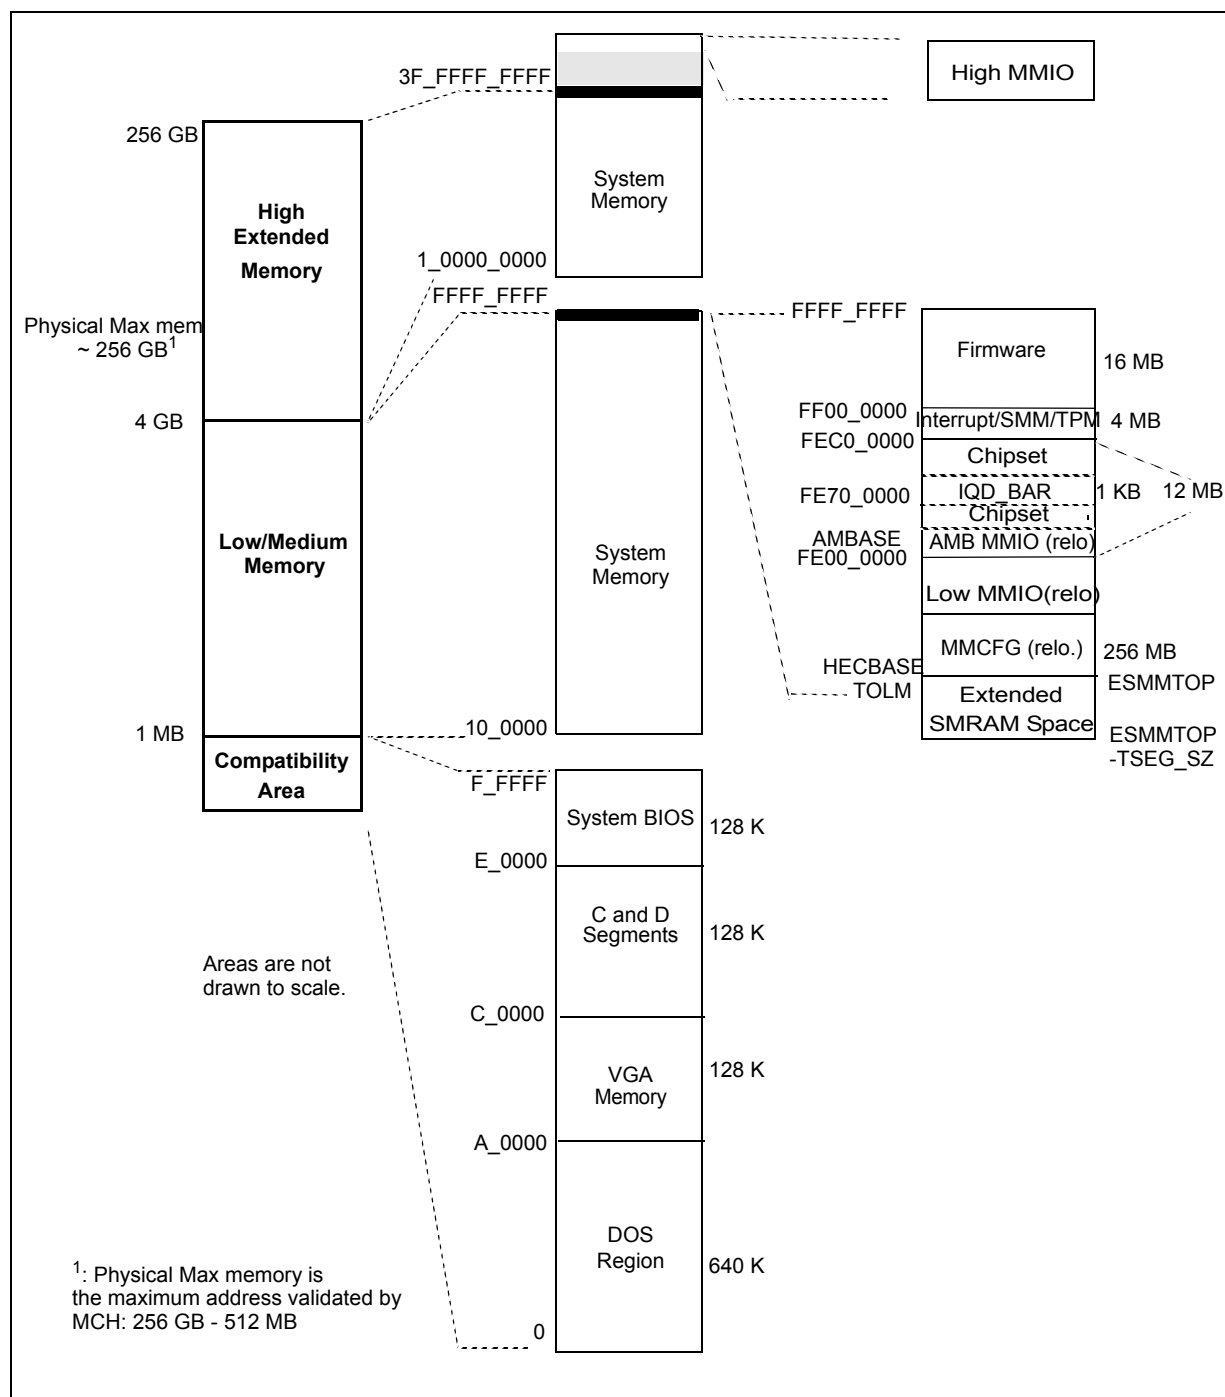 High MMIO
3F_FFFF_FFFF
256 GB
System
Memory
High
Extended
Memory
1_0000_0000
FFFF_FFFF
Physical Max mem
~ 256 GB1
4 GB
Low/Medium
Memory
System
Memory
FFFF_FFFF
Firmware
16 MB
FF00_0000
Interrupt/SMM/TPM
4 MB
FEC0_0000
Chipset
FE70_0000
IQD_BAR
1 KB
12 MB
Chipset
AMBASE
AMB MMIO (relo)
FE00_0000
Low MMIO(relo)
MMCFG (relo.)
256 MB
HECBASE
TOLM
ESMMTOP
Extended
SMRAM Space
ESMMTOP
-TSEG_SZ
1 MB
10_0000
Compatibility
Area
F_FFFF
System BIOS
128 K
E_0000
C and D
Segments
128 K
Areas are not
drawn to scale.
C_0000
VGA
Memory
128 K
A_0000
DOS
Region
640 K
1: Physical Max memory is
the maximum address validated by
MCH: 256 GB - 512 MB
0